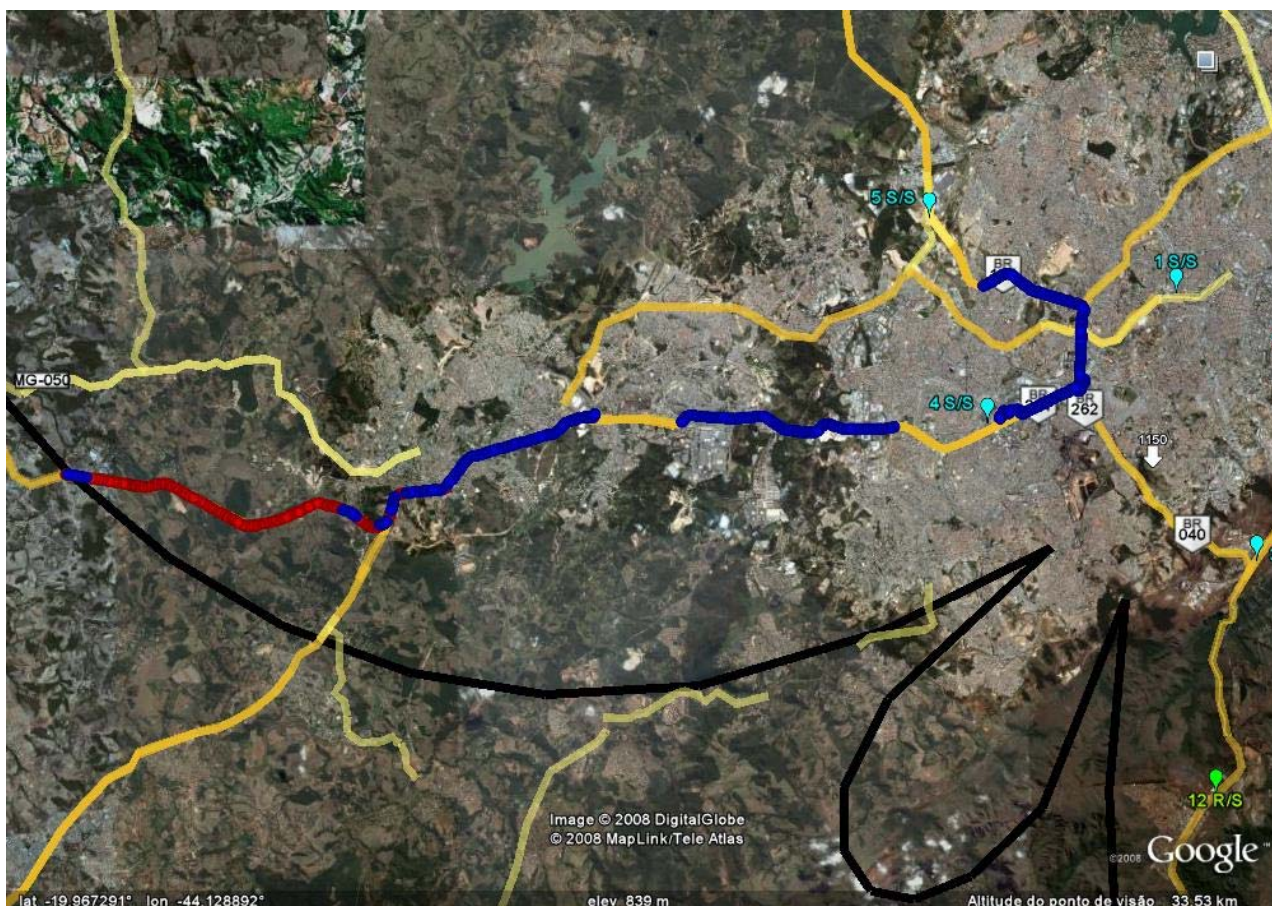 5 S/S
BR
1 S/S
MG-050
4 S/S
BR
BR
262
1150
BR
040
12 R/S
Image © 2008 DigitalGlobe
© 2008 MapLink/Tele Atlas
©2008 Google™
lat -19.967291° lon -44.128892° elev 839 m Altitude do ponto de visão 33.53 km